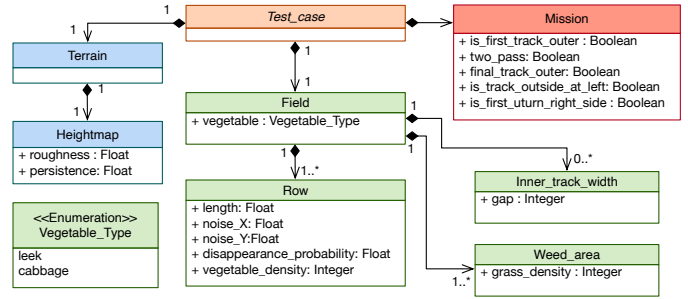 Test_case
1
1
Terrain
1
1
Heightmap
+ roughness : Float
+ persistence: Float
<<Enumeration>>
Vegetable_Type
leek
cabbage
1
1
Field
+ vegetable : Vegetable_Type
1
1..*
Row
+ length: Float
+ noise_X: Float
+ noise_Y:Float
+ disappearance_probability: Float
+ vegetable_density: Integer
Mission
+ is_first_track_outer : Boolean
+ two_pass: Boolean
+ final_track_outer: Boolean
+ is_track_outside_at_left: Boolean
+ is_first_uturn_right_side : Boolean
1
0..*
Inner_track_width
+ gap : Integer
1
1..*
Weed_area
+ grass_density : Integer